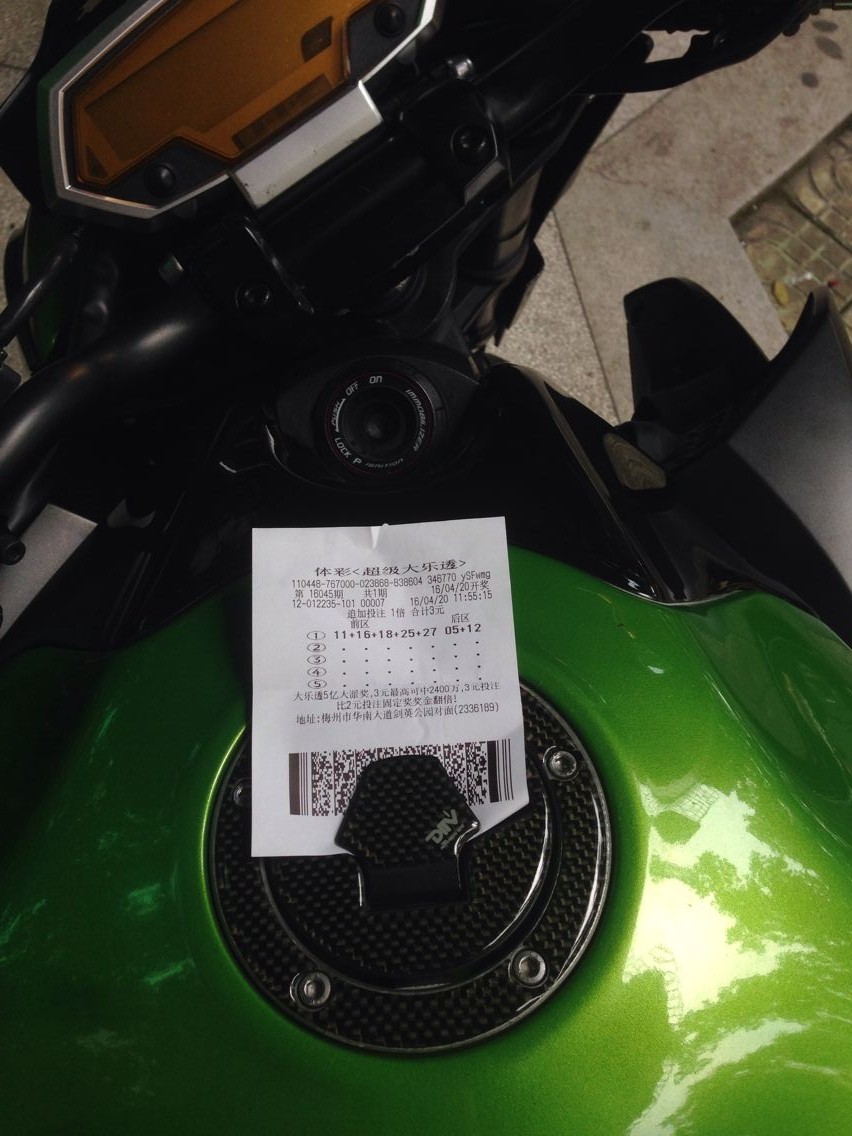 OFF ON
PUSH
LOCK P
IGNITION
IMMOBILIZER
体彩<超级大乐透>
110448-767000-023868-838604 346770 ySFwmg
第 16045期 共1期 16/04/20开奖
12-012235-101 00007 16/04/20 11:55:15
追加投注 1倍 合计3元
前区 后区
① 11+16+18+25+27 05+12
②
③
④
⑤
大乐透5亿大派奖,3元最高可中2400万,3元投注
比2元投注固定奖奖金翻倍!
地址:梅州市华南大道剑英公园对面(2336189)